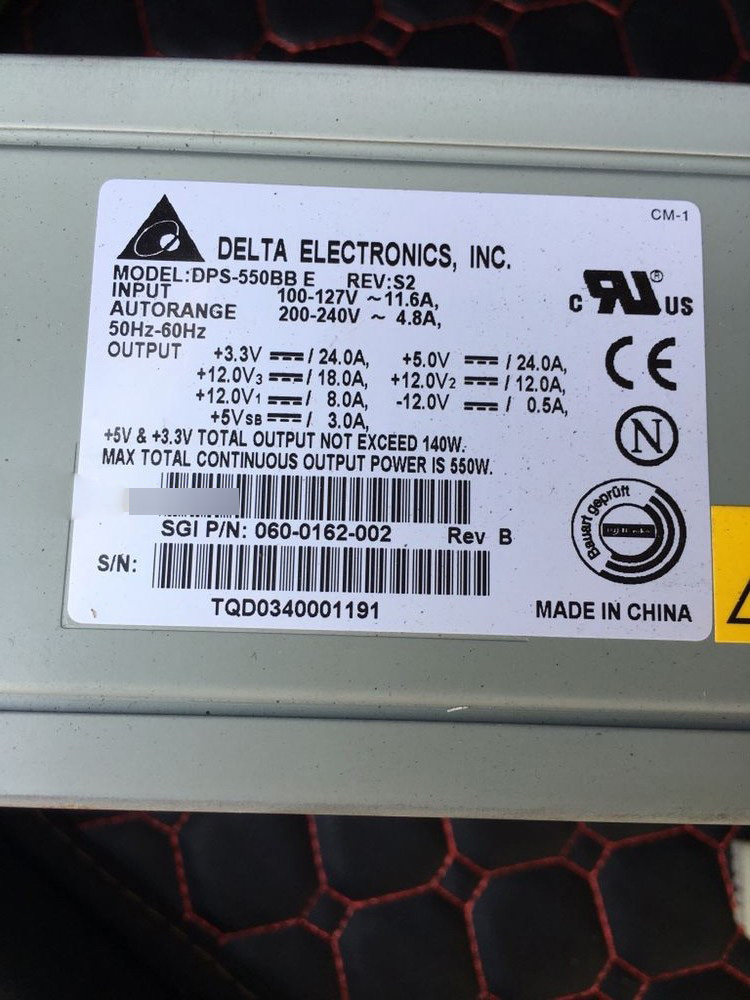 CM-1
DELTA ELECTRONICS, INC.
MODEL:DPS-550BB E REV:S2
INPUT 100-127V ~11.6A,
AUTORANGE 200-240V ~ 4.8A,
50Hz-60Hz
OUTPUT +3.3V / 24.0A, +5.0V / 24.0A,
+12.0V3 / 18.0A, +12.0V2 / 12.0A,
+12.0V1 / 8.0A, -12.0V / 0.5A,
+5VSB / 3.0A,
+5V & +3.3V TOTAL OUTPUT NOT EXCEED 140W.
MAX TOTAL CONTINUOUS OUTPUT POWER IS 550W.
SGI P/N: 060-0162-002 Rev B
S/N:
TQD0340001191
C RU ® US
CE
N
Bauart geprüft
MADE IN CHINA